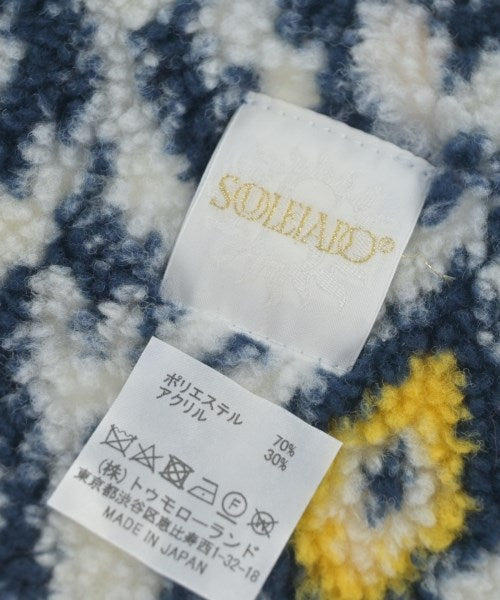 SOULEIADO®
ポリエステル 70%
アクリル 30%
(株)トゥモローランド
東京都渋谷区恵比寿西1-32-18
MADE IN JAPAN